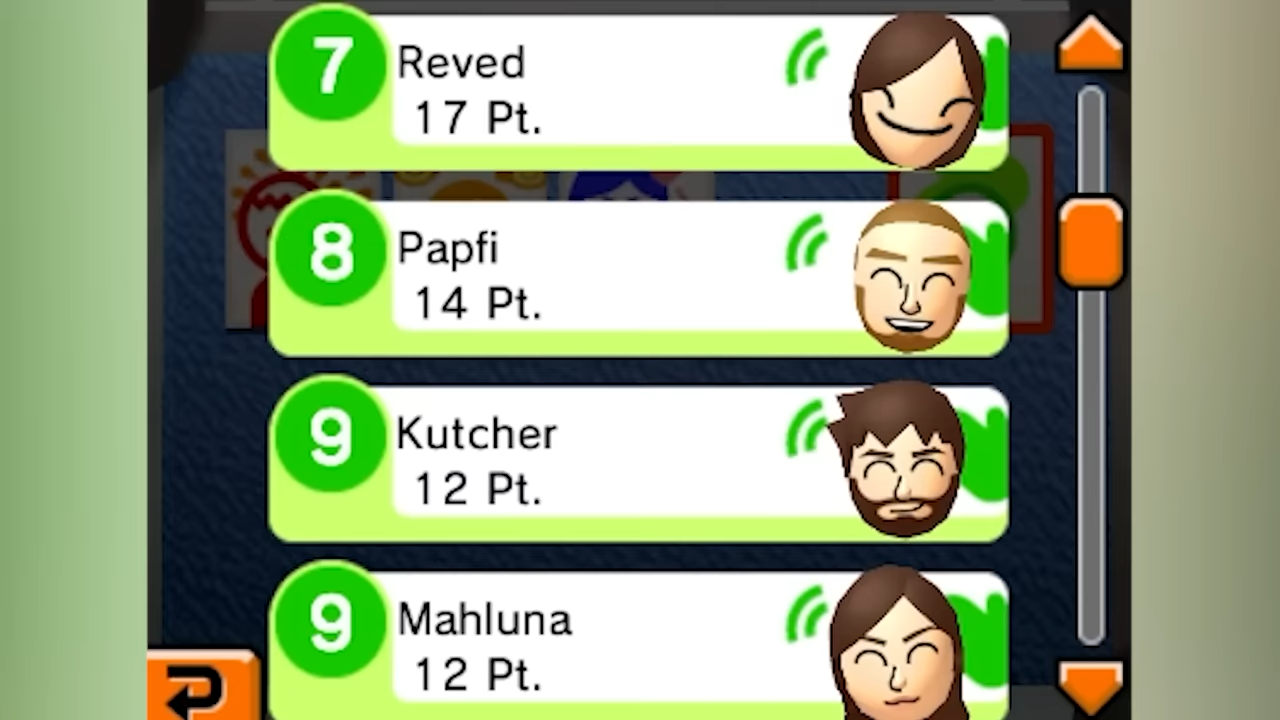 7
Reved
17 Pt.
8
Papfi
14 Pt.
9
Kutcher
12 Pt.
9
Mahluna
12 Pt.